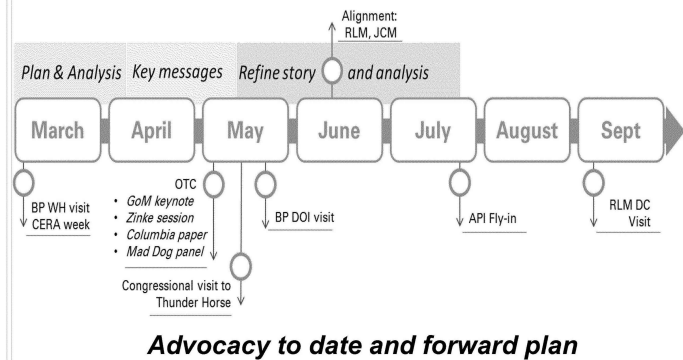 Alignment:
RLM, JCM
Plan & Analysis Key messages Refine story and analysis
March April May June July August Sept
BP WH visit
CERA week
OTC
• GoM keynote
• Zinke session
• Columbia paper
• Mad Dog panel
Congressional visit to
Thunder Horse
BP DOI visit
API Fly-in
RLM DC
Visit
Advocacy to date and forward plan